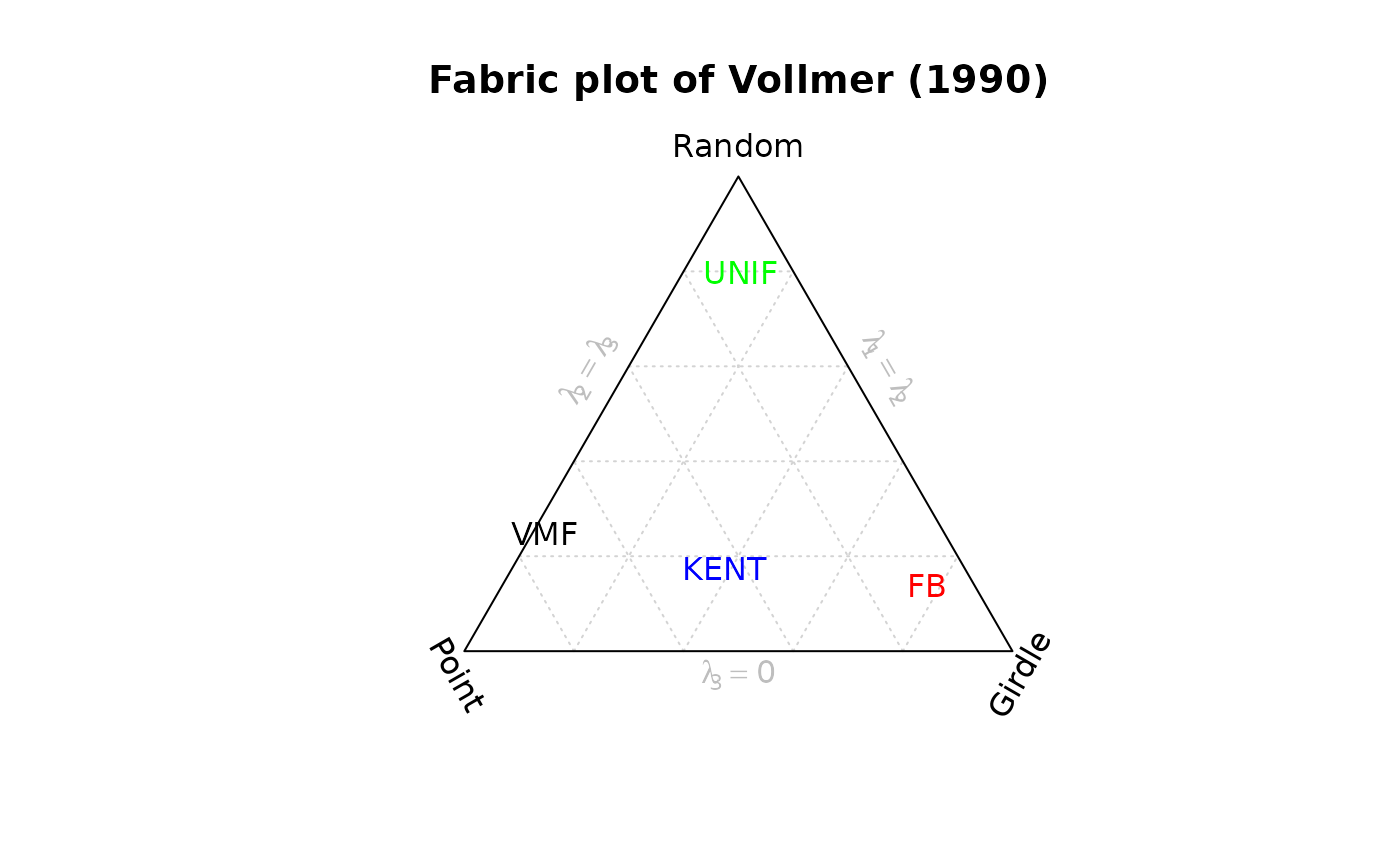 Fabric plot of Vollmer (1990)
Random
UNIF
λ2 = λ3
λ1 = λ2
VMF
KENT
FB
Point
λ3 = 0
Girdle